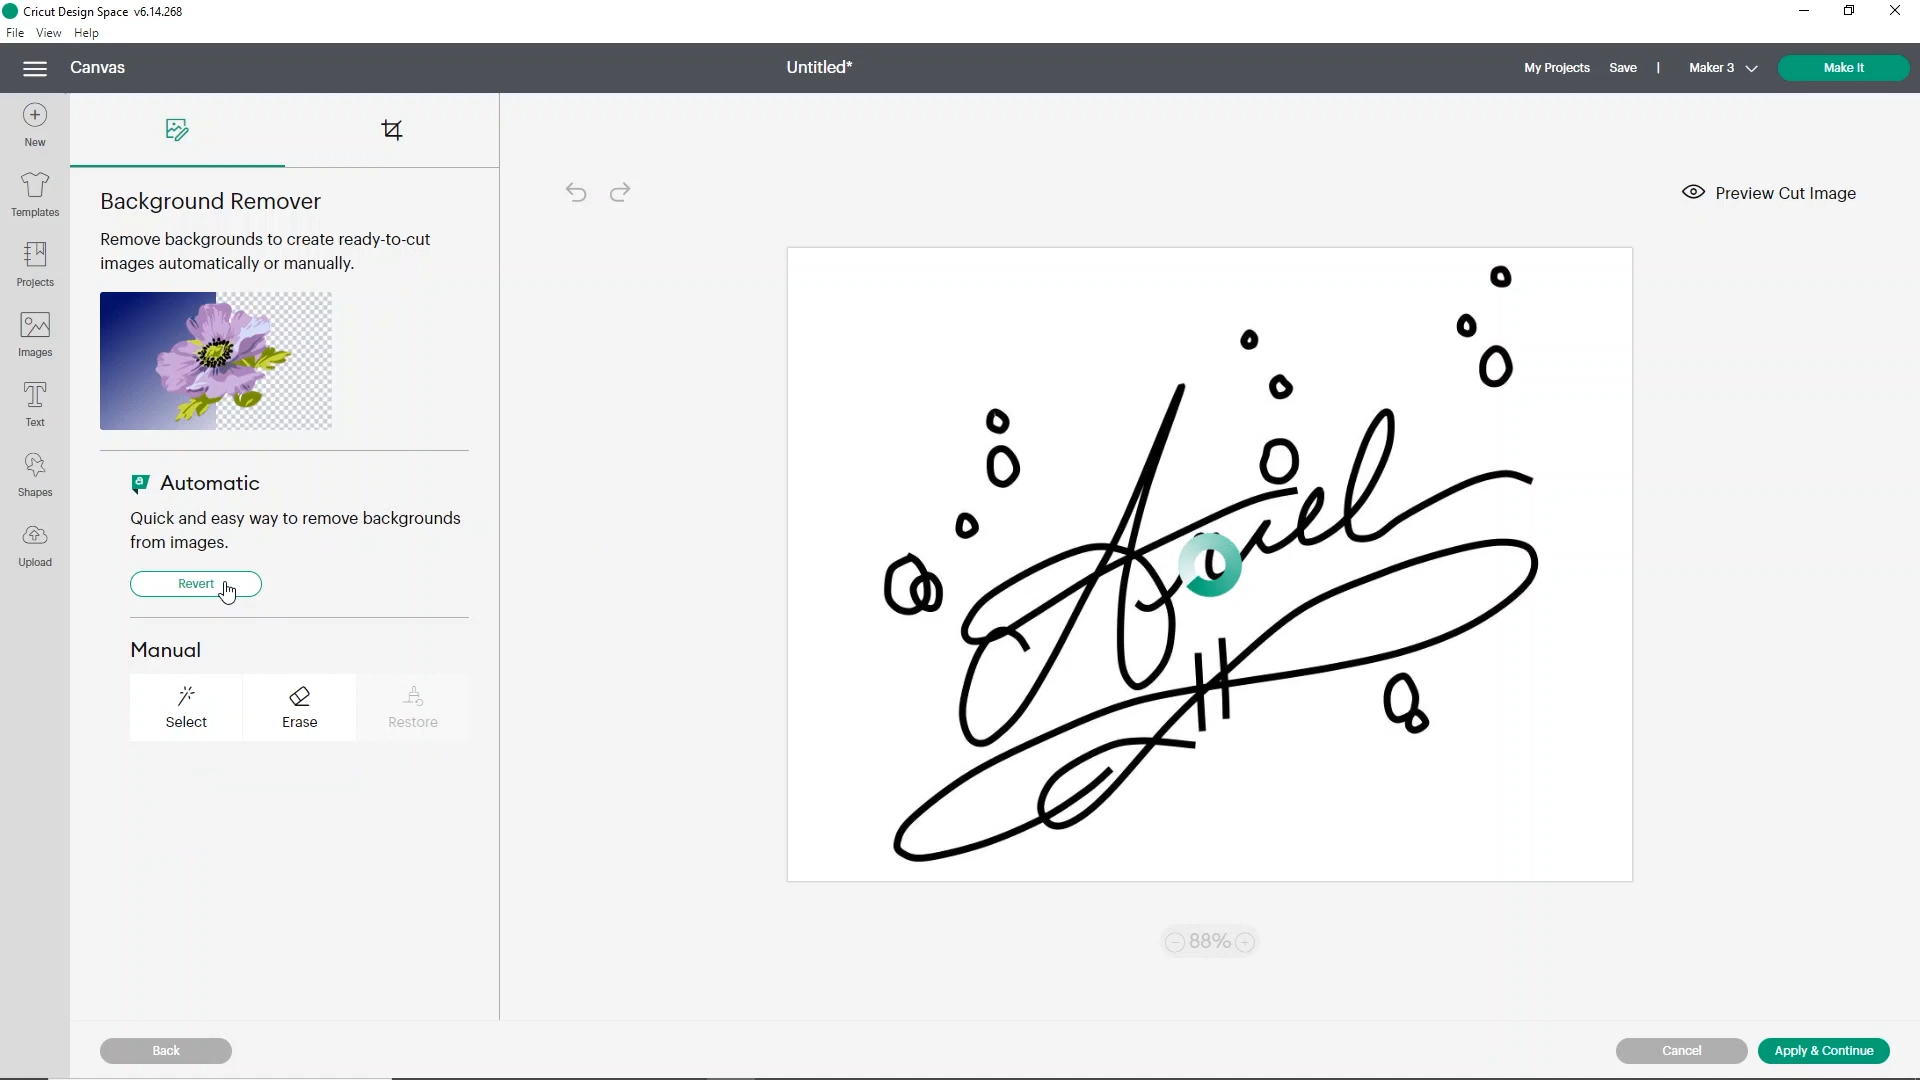 Cricut Design Space v6.14.268
File View Help
Canvas Untitled* My Projects Save | Maker 3 Make It
New
Templates
Projects
Images
Text
Shapes
Upload
Background Remover
Remove backgrounds to create ready-to-cut
images automatically or manually.
a Automatic
Quick and easy way to remove backgrounds
from images.
Revert
Manual
Select Erase Restore
Back
Preview Cut Image
Ariel
88%
Cancel Apply & Continue